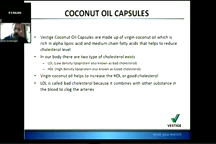 COCONUT OIL CAPSULES
Vestige Coconut Oil Capsules are made up of virgin coconut oil which is
rich in alpha lipoic acid and medium chain fatty acids that helps to reduce
cholesterol level
In our body there are two type of cholesterol exists
LDL (Low density lipoprotein also known as bad cholesterol)
HDL (High density lipoprotein also known as Good cholesterol)
Virgin coconut oil helps to increase the HDL or good cholesterol
LDL is called bad cholesterol because it combines with other substance in
the blood to clog the arteries
VESTIGE